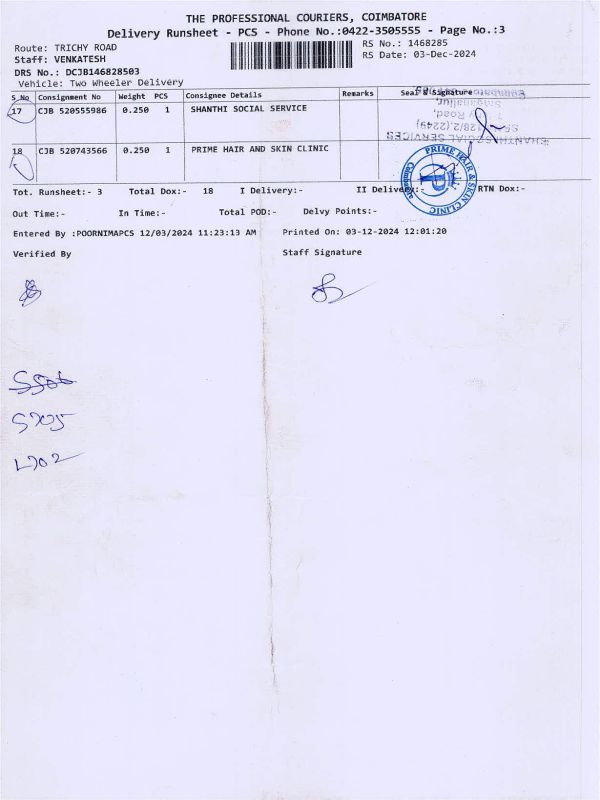 THE PROFESSIONAL COURIERS, COIMBATORE
Delivery Runsheet - PCS - Phone No.:0422-3505555 - Page No.:3
Route: TRICHY ROAD
RS No.: 1468285
Staff: VENKATESH
RS Date: 03-Dec-2024
DRS No.: DCJB146828503
Vehicle: Two Wheeler Delivery
S No Consignment No Weight PCS Consignee Details Remarks Seal & Signature
17 CJB 520555986 0.250 1 SHANTHI SOCIAL SERVICE
SHANTHI SOCIAL SERVICES
18 CJB 520743566 0.250 1 PRIME HAIR AND SKIN CLINIC
PRIME HAIR & SKIN CLINIC
Coimbatore
Tot. Runsheet:- 3 Total Dox:- 18 I Delivery:- II Delivery:- RTN Dox:-
Out Time:- In Time:- Total POD:- Delvy Points:-
Entered By :POORNIMAPCS 12/03/2024 11:23:13 AM Printed On: 03-12-2024 12:01:20
Verified By Staff Signature